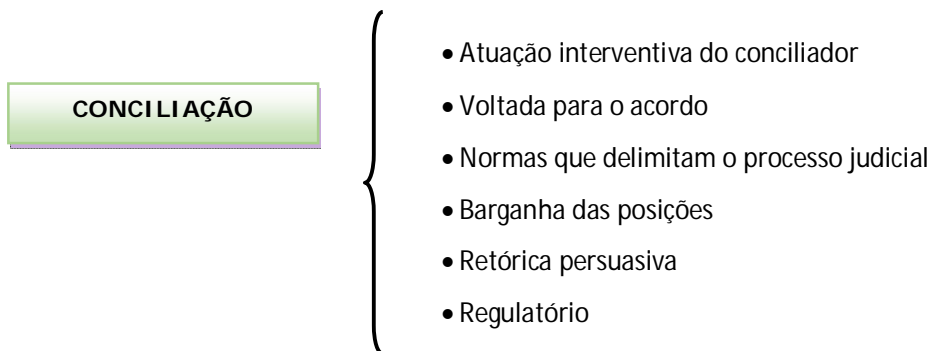 CONCILIAÇÃO
• Atuação interventiva do conciliador
• Voltada para o acordo
• Normas que delimitam o processo judicial
• Barganha das posições
• Retórica persuasiva
• Regulatório